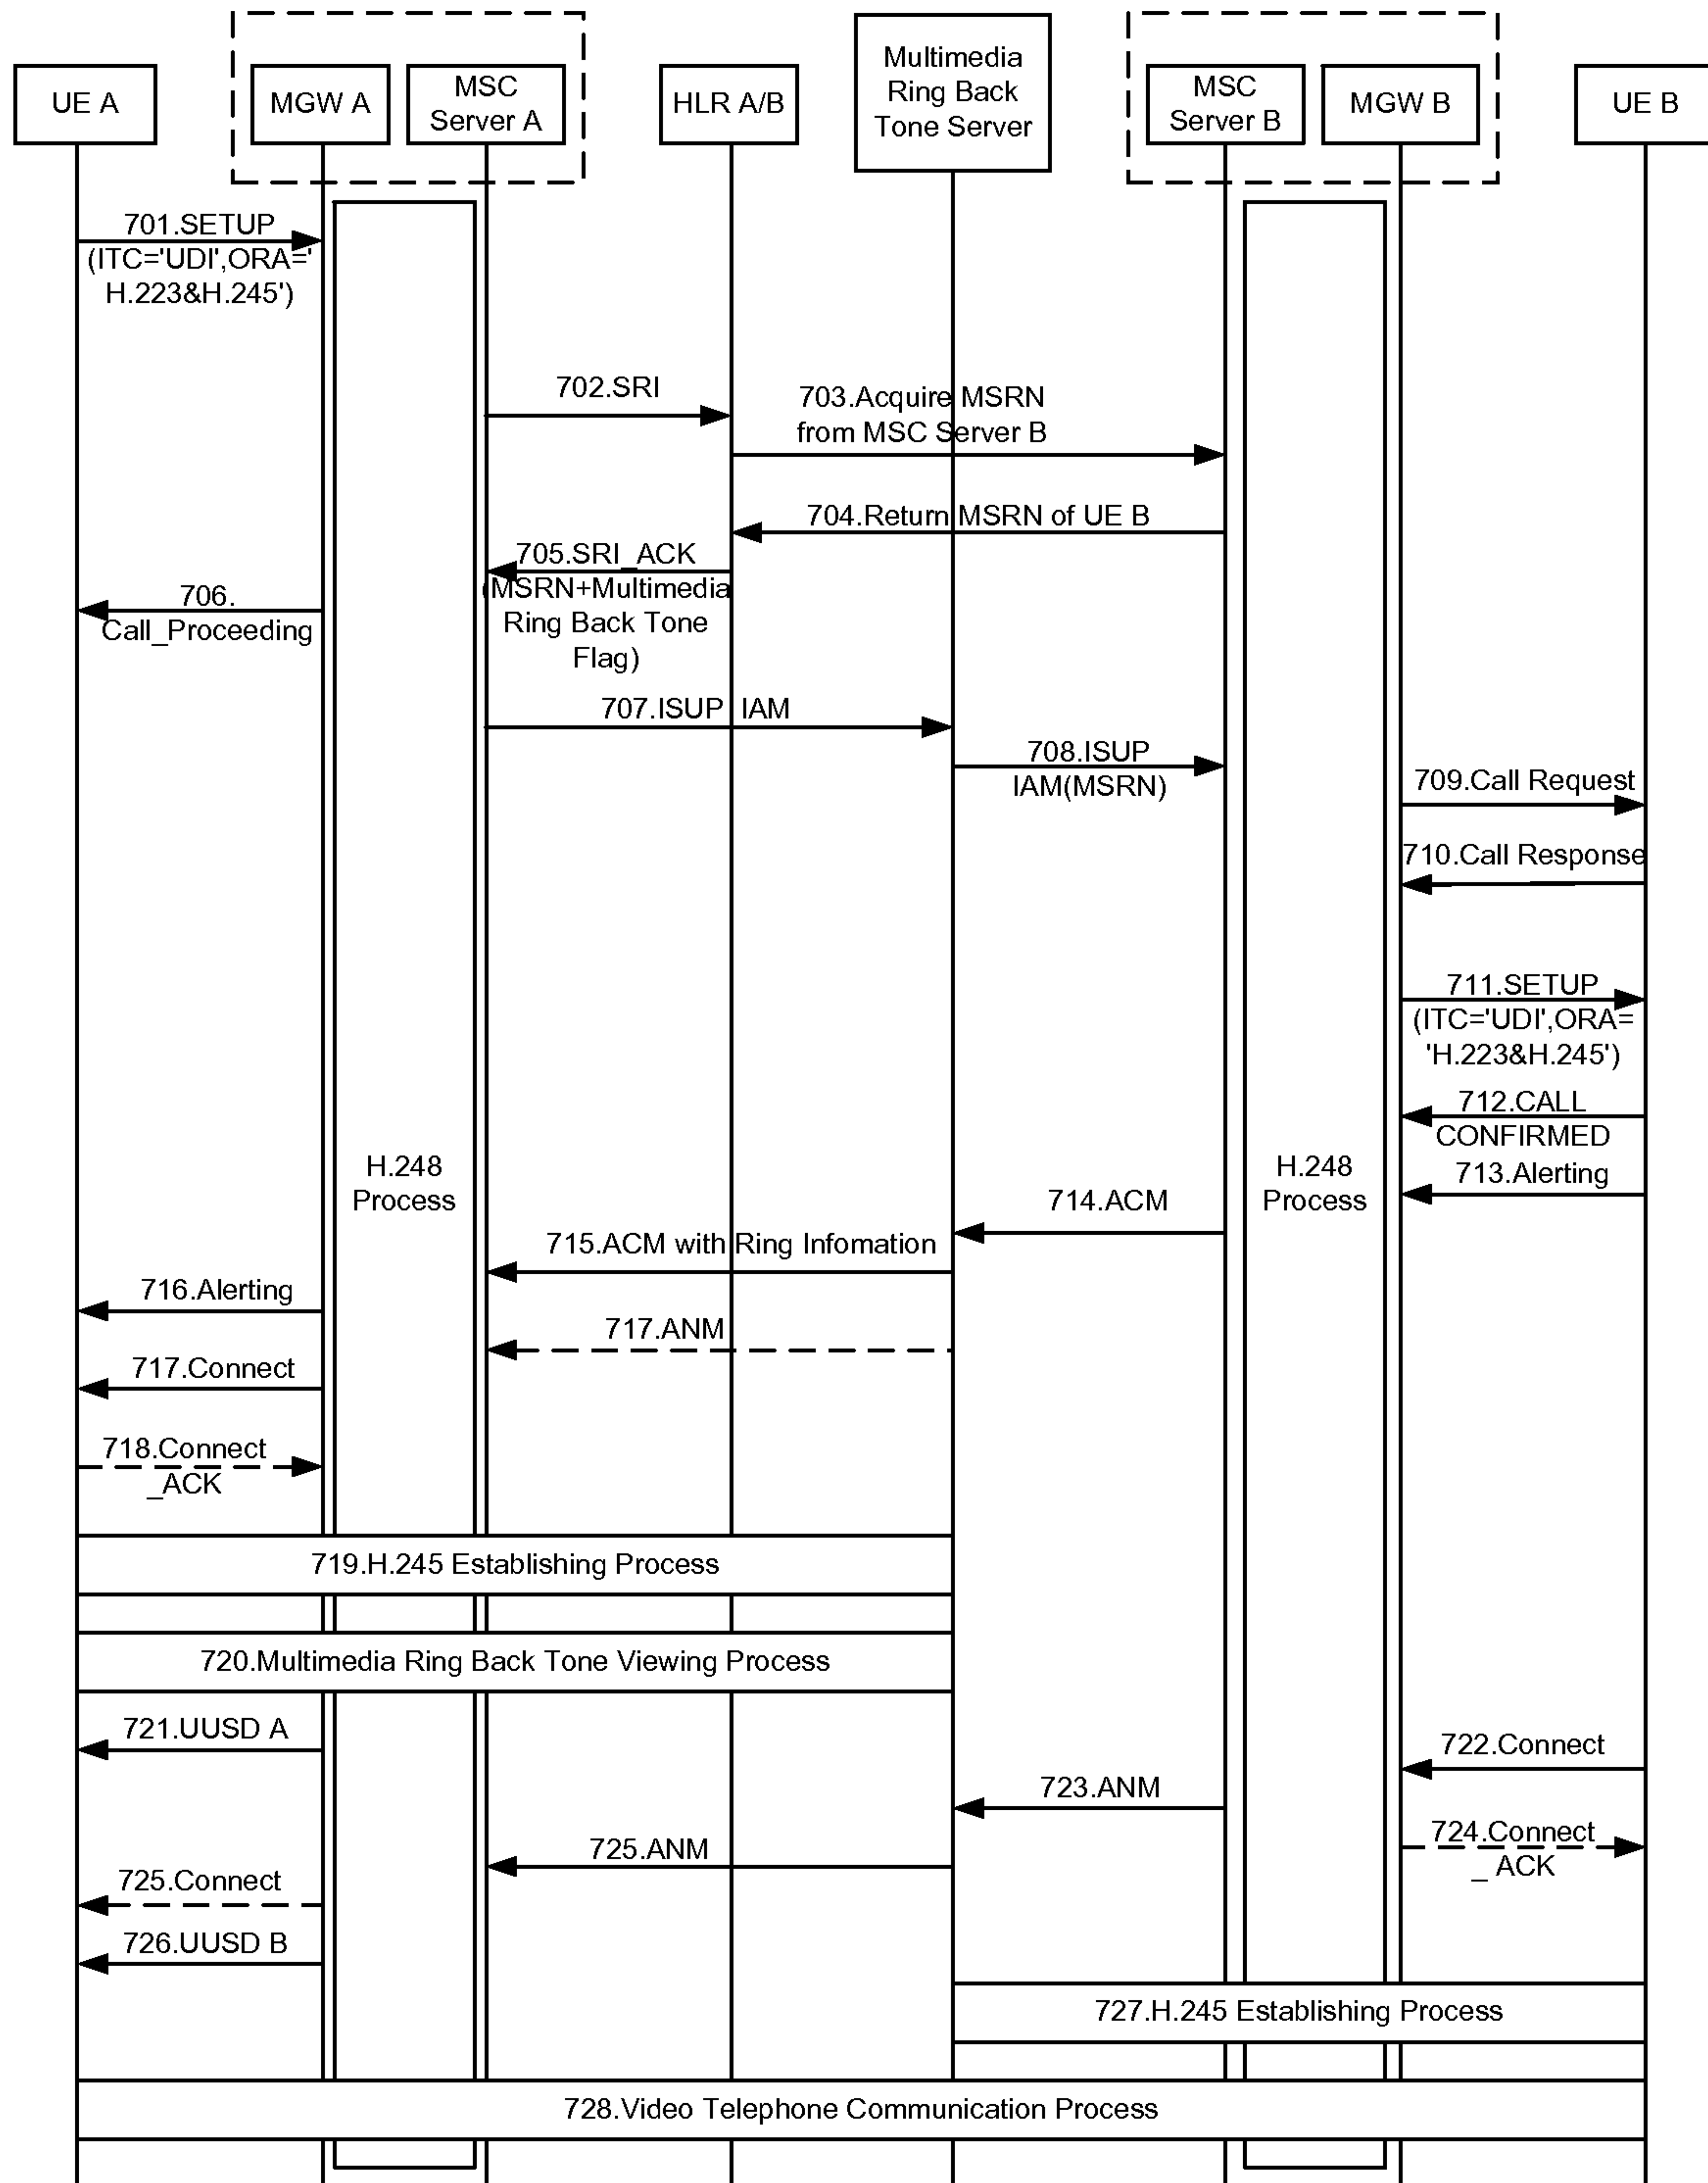 UE A
MGW A
MSC
Server A
HLR A/B
Multimedia
Ring Back
Tone Server
MSC
Server B
MGW B
UE B
701.SETUP
(ITC='UDI',ORA='
H.223&H.245')
702.SRI
703.Acquire MSRN
from MSC Server B
704.Return MSRN of UE B
705.SRI_ACK
(MSRN+Multimedia
Ring Back Tone
Flag)
706.
Call_Proceeding
707.ISUP IAM
708.ISUP
IAM(MSRN)
709.Call Request
710.Call Response
711.SETUP
(ITC='UDI',ORA=
'H.223&H.245')
712.CALL
CONFIRMED
713.Alerting
H.248
Process
H.248
Process
714.ACM
715.ACM with Ring Infomation
716.Alerting
717.ANM
717.Connect
718.Connect
_ACK
719.H.245 Establishing Process
720.Multimedia Ring Back Tone Viewing Process
721.UUSD A
722.Connect
723.ANM
724.Connect
_ ACK
725.ANM
725.Connect
726.UUSD B
727.H.245 Establishing Process
728.Video Telephone Communication Process